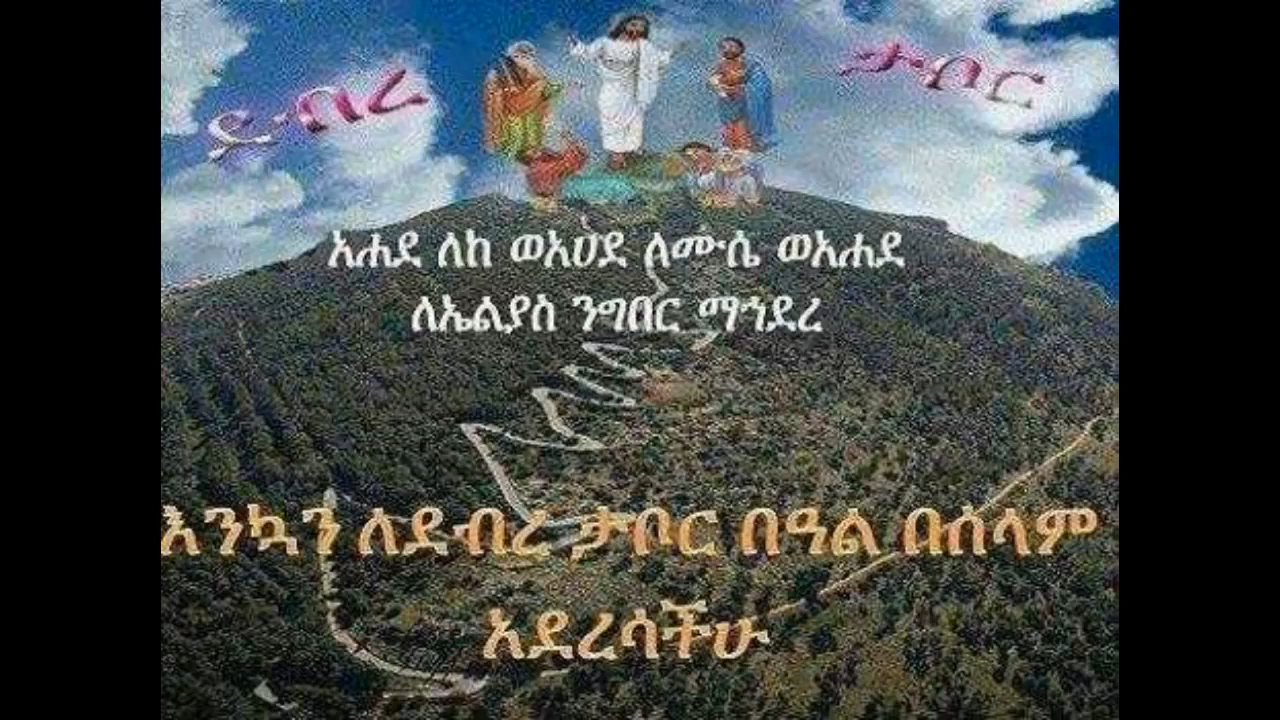 ደብረ ታቦር
አሐደ ለከ ወአሀደ ለሙሴ ወአሐደ
ለኤልያስ ንግበር ማኅደረ
እንኳን ለደብረ ታቦር በዓል በሰላም
አደረሳችሁ